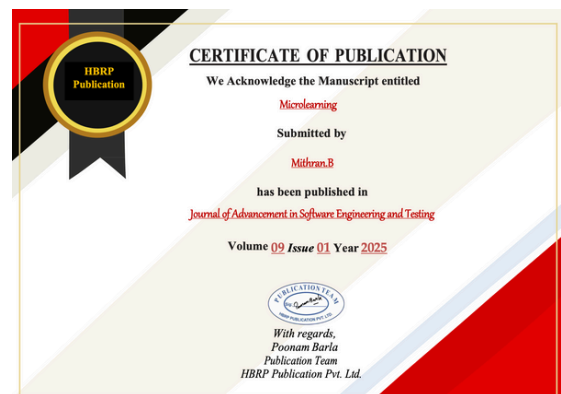 HBRP
Publication
CERTIFICATE OF PUBLICATION
We Acknowledge the Manuscript entitled
Microlearning
Submitted by
Mithran.B
has been published in
Journal of Advancement in Software Engineering and Testing
Volume 09 Issue 01 Year 2025
PUBLICATION TEAM
HBRP PUBLICATION PVT. LTD.
With regards,
Poonam Barla
Publication Team
HBRP Publication Pvt. Ltd.